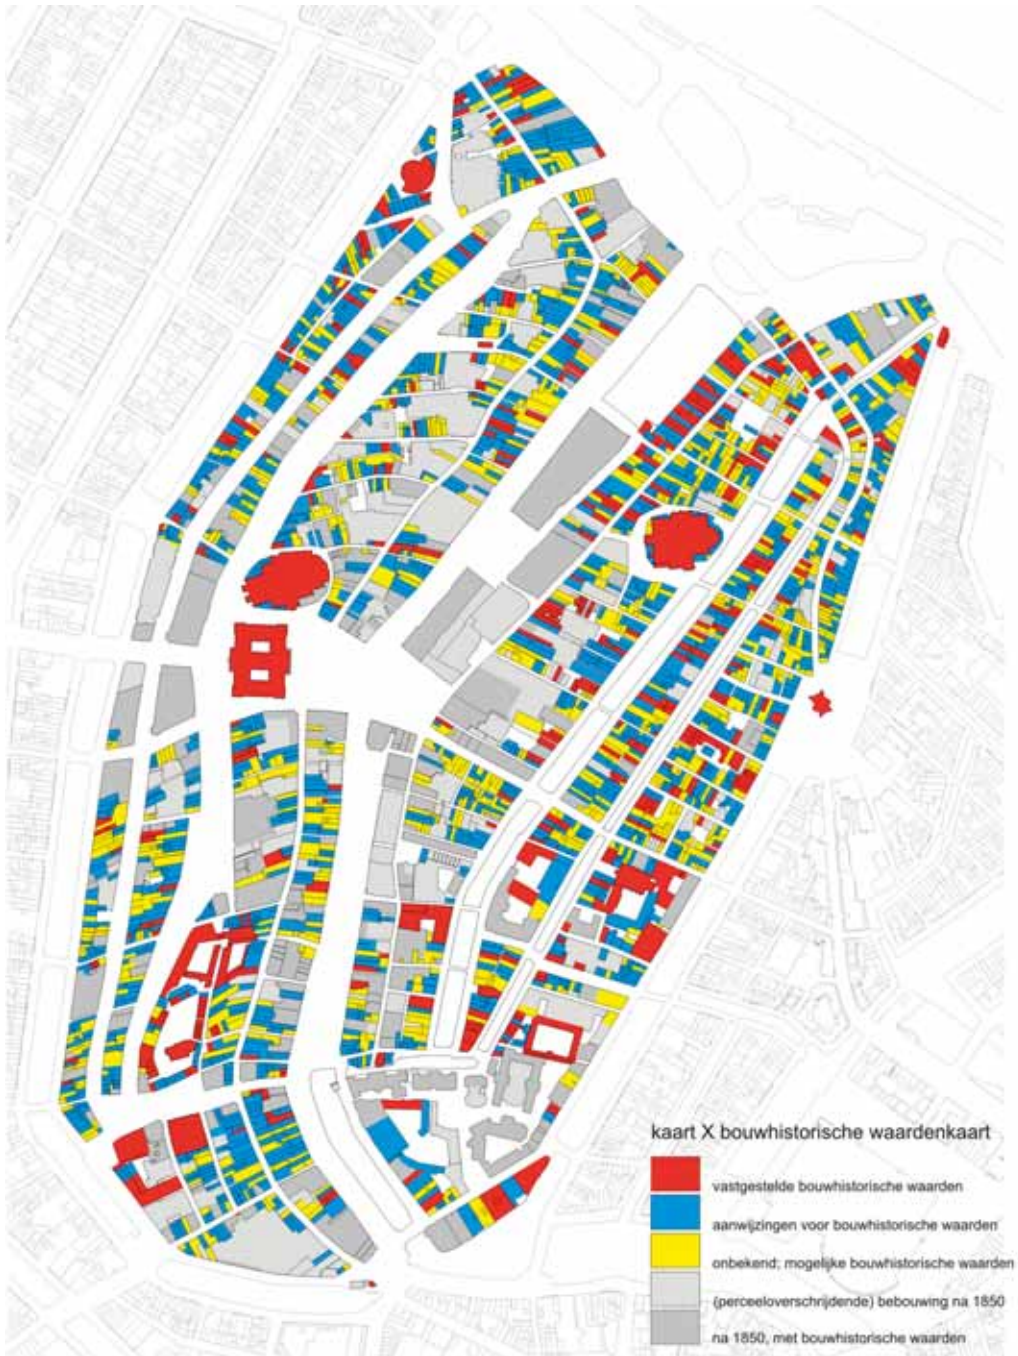 kaart X bouwhistorische waardenkaart
vastgestelde bouwhistorische waarden
aanwijzingen voor bouwhistorische waarden
onbekend; mogelijke bouwhistorische waarden
(perceeloverschrijdende) bebouwing na 1850
na 1850, met bouwhistorische waarden